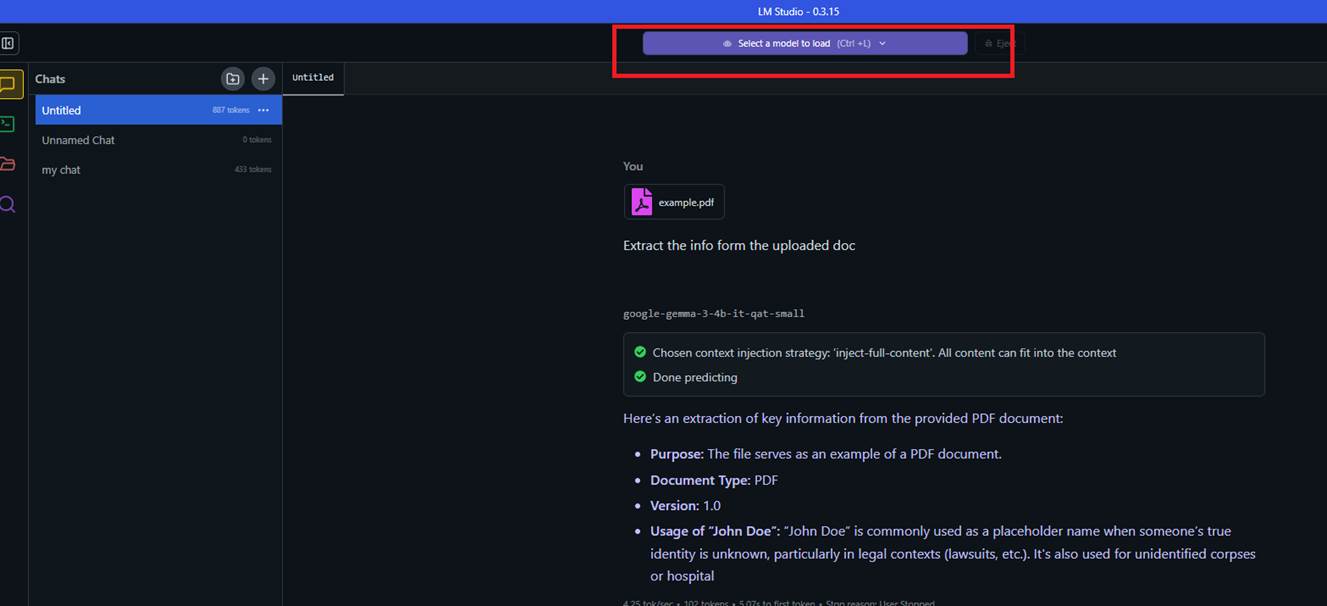 LM Studio - 0.3.15
Select a model to load (Ctrl +L)
Eject
Chats
Untitled
Untitled 887 tokens
Unnamed Chat 0 tokens
my chat 433 tokens
You
example.pdf
Extract the info form the uploaded doc
google-gemma-3-4b-it-qat-small
Chosen context injection strategy: 'inject-full-content'. All content can fit into the context
Done predicting
Here's an extraction of key information from the provided PDF document:
• Purpose: The file serves as an example of a PDF document.
• Document Type: PDF
• Version: 1.0
• Usage of "John Doe": "John Doe" is commonly used as a placeholder name when someone's true
identity is unknown, particularly in legal contexts (lawsuits, etc.). It's also used for unidentified corpses
or hospital
4.25 tok/sec • 102 tokens • 5.07s to first token • Stop reason: User Stopped